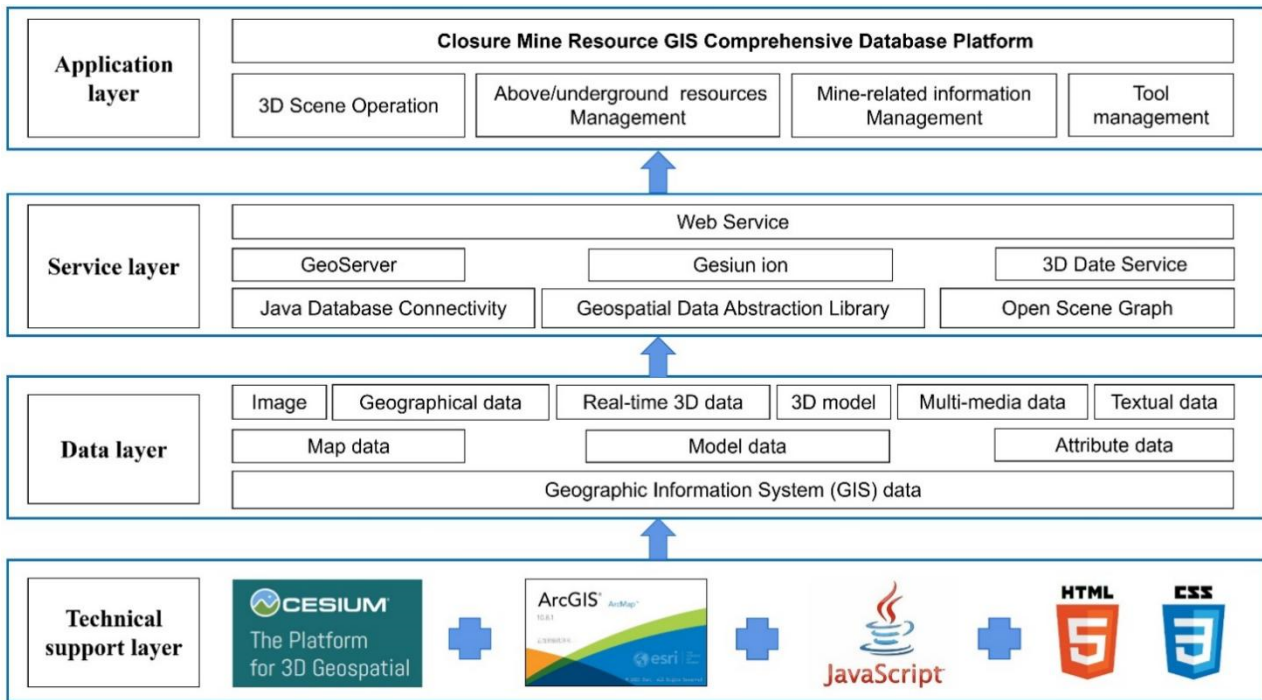 Application
layer
Closure Mine Resource GIS Comprehensive Database Platform
3D Scene Operation
Above/underground resources
Management
Mine-related information
Management
Tool
management
Service layer
Web Service
GeoServer
Gesiun ion
3D Date Service
Java Database Connectivity
Geospatial Data Abstraction Library
Open Scene Graph
Data layer
Image
Geographical data
Real-time 3D data
3D model
Multi-media data
Textual data
Map data
Model data
Attribute data
Geographic Information System (GIS) data
Technical
support layer
CESIUM
The Platform
for 3D Geospatial
ArcGIS® ArcMap™
esri
JavaScript
HTML
5
CSS
3